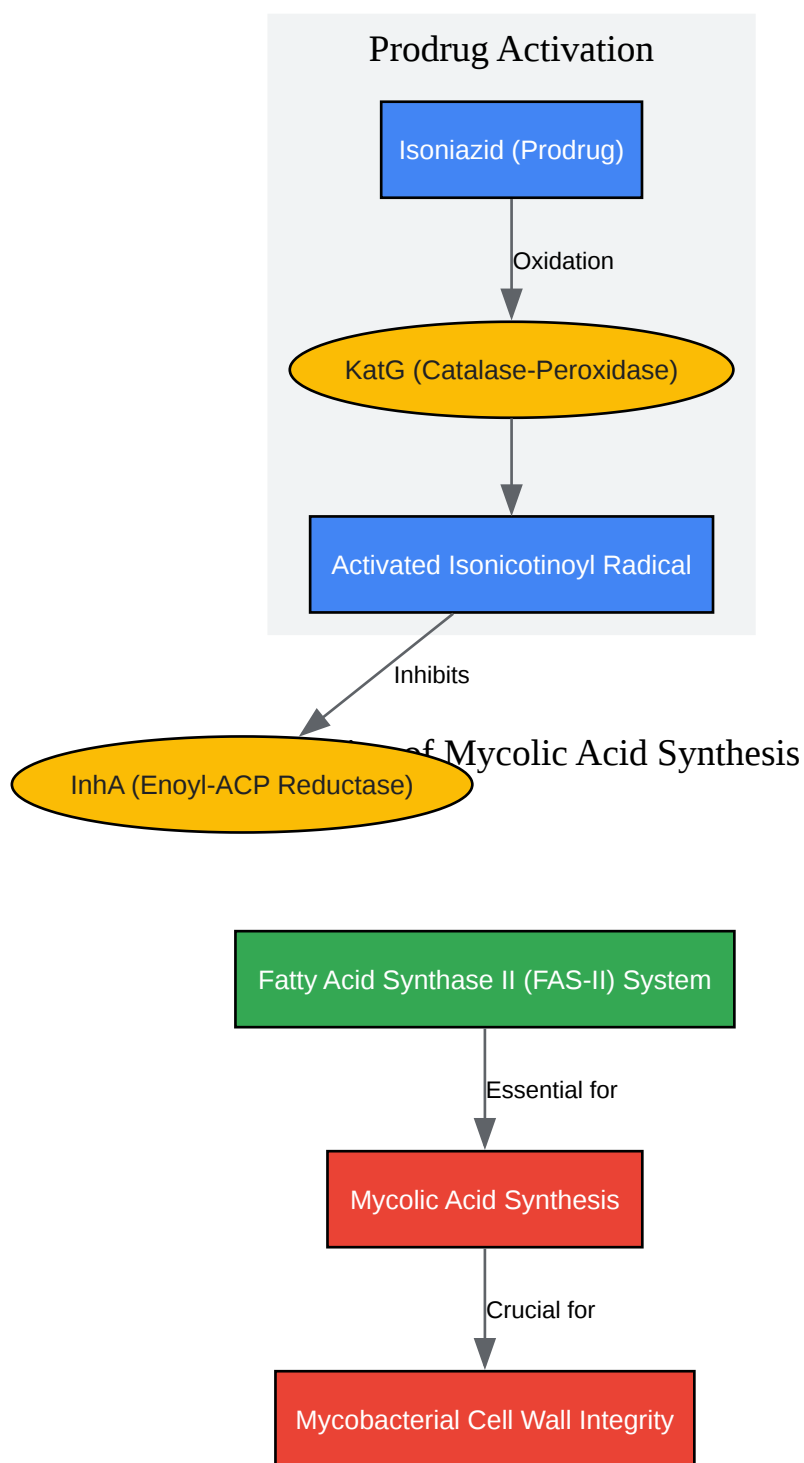 Prodrug Activation
Isoniazid (Prodrug)
Oxidation
KatG (Catalase-Peroxidase)
Activated Isonicotinoyl Radical
Inhibits
of Mycolic Acid Synthesis
InhA (Enoyl-ACP Reductase)
Fatty Acid Synthase II (FAS-II) System
Essential for
Mycolic Acid Synthesis
Crucial for
Mycobacterial Cell Wall Integrity